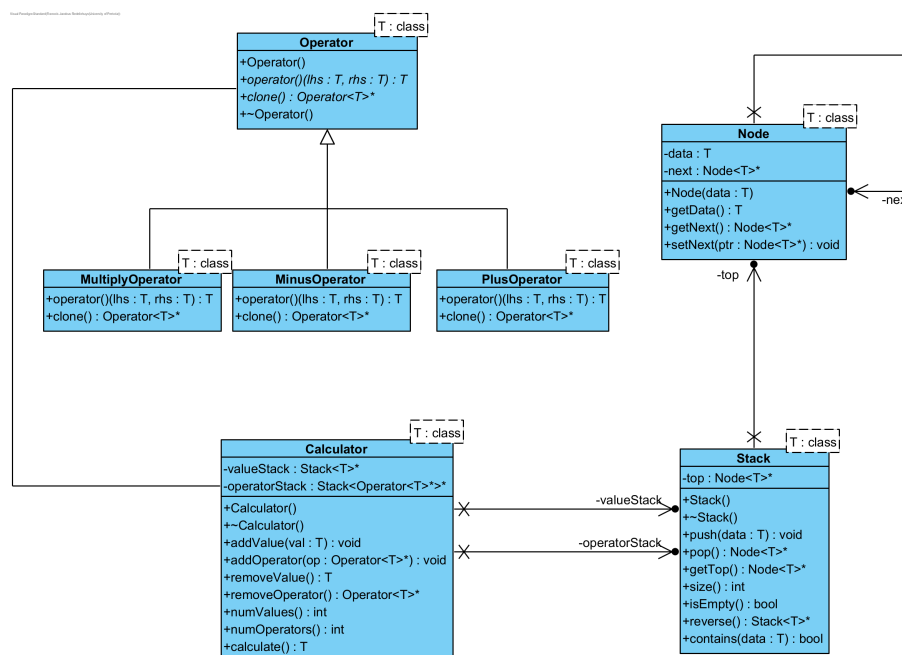 T : class
Operator
+Operator()
+operator()(lhs : T, rhs : T) : T
+clone() : Operator<T>*
+~Operator()
T : class
Node
-data : T
-next : Node<T>*
+Node(data : T)
+getData() : T
+getNext() : Node<T>*
+setNext(ptr : Node<T>*) : void
-nex
-top
T : class
MultiplyOperator
+operator()(lhs : T, rhs : T) : T
+clone() : Operator<T>*
T : class
MinusOperator
+operator()(lhs : T, rhs : T) : T
+clone() : Operator<T>*
T : class
PlusOperator
+operator()(lhs : T, rhs : T) : T
+clone() : Operator<T>*
T : class
Calculator
-valueStack : Stack<T>*
-operatorStack : Stack<Operator<T>*>*
+Calculator()
+~Calculator()
+addValue(val : T) : void
+addOperator(op : Operator<T>*) : void
+removeValue() : T
+removeOperator() : Operator<T>*
+numValues() : int
+numOperators() : int
+calculate() : T
-valueStack
-operatorStack
T : class
Stack
-top : Node<T>*
+Stack()
+~Stack()
+push(data : T) : void
+pop() : Node<T>*
+getTop() : Node<T>*
+size() : int
+isEmpty() : bool
+reverse() : Stack<T>*
+contains(data : T) : bool